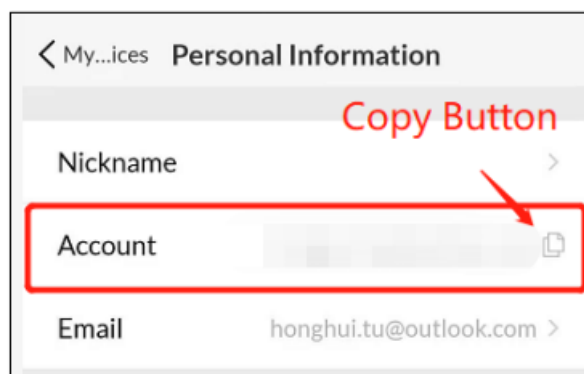 My...ices Personal Information
Copy Button
Nickname
Account
Email honghui.tu@outlook.com